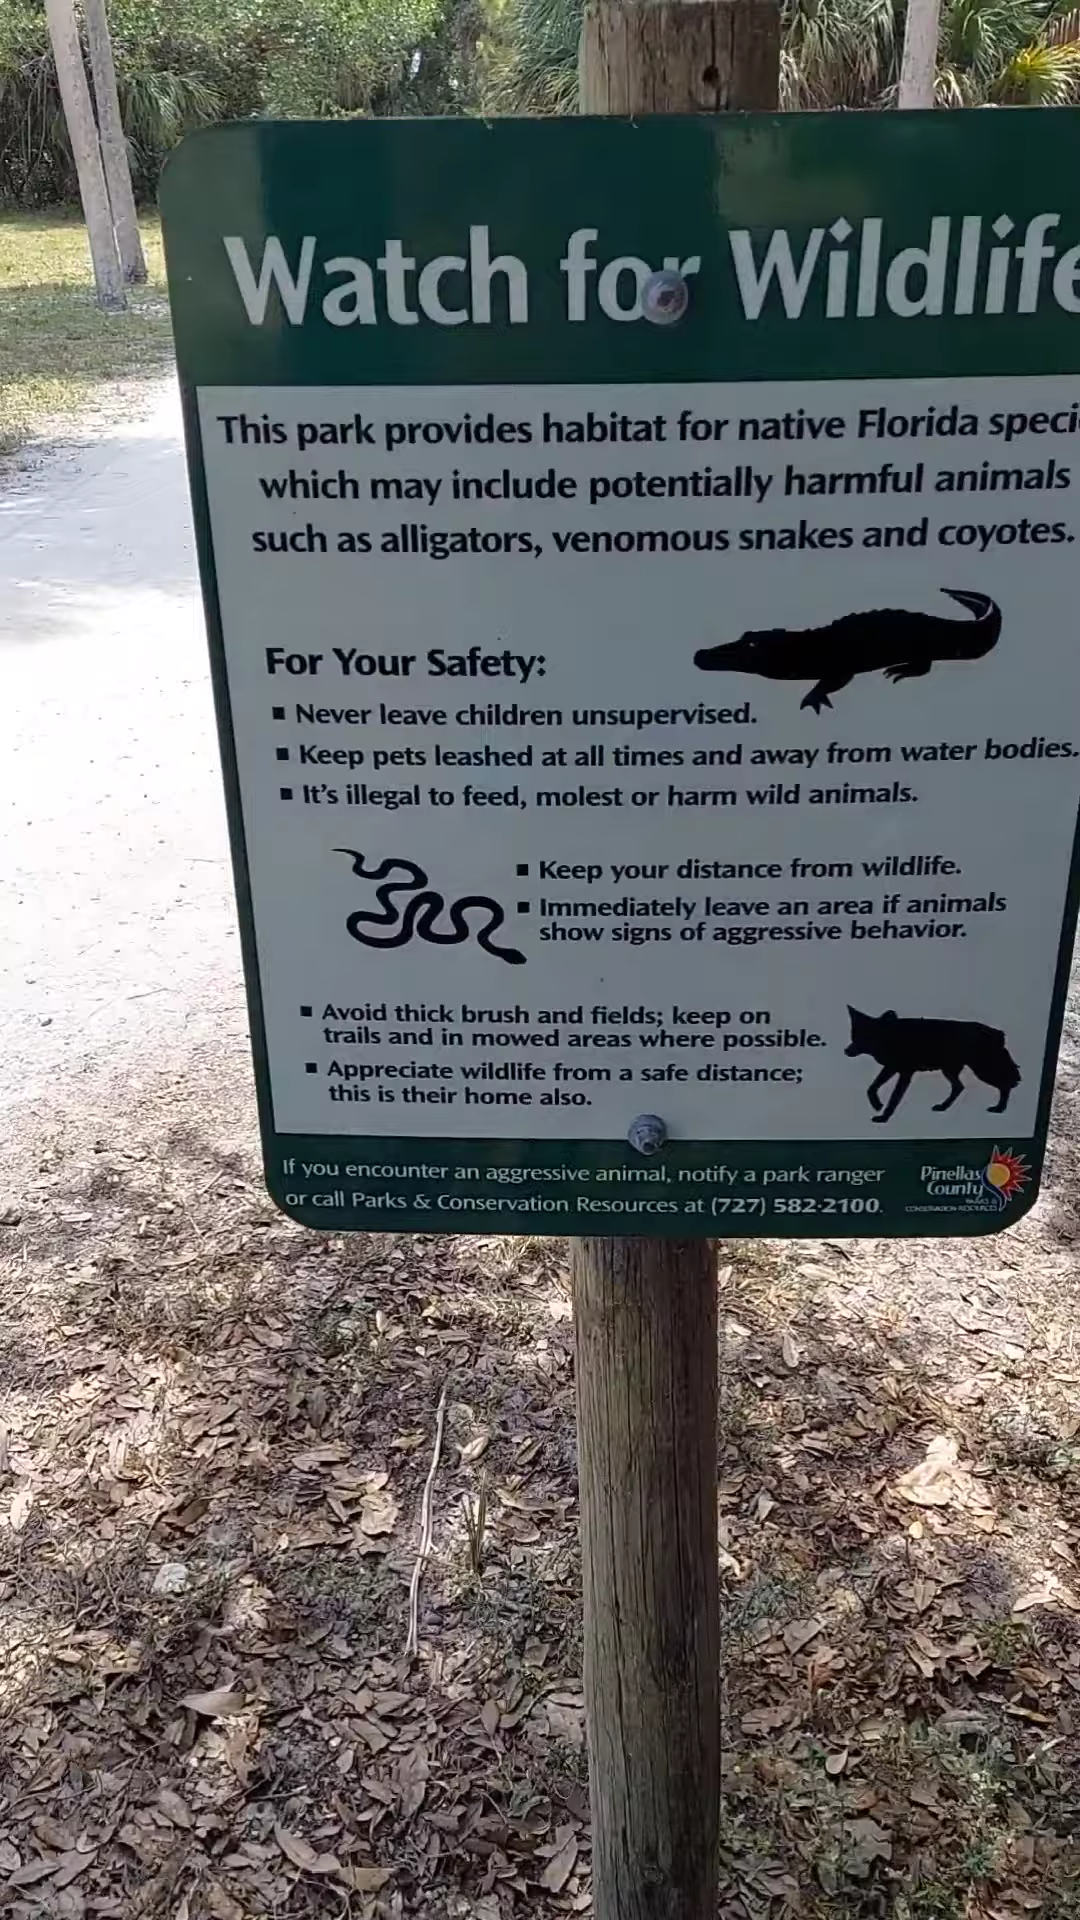 Watch for Wildlife
This park provides habitat for native Florida speci
which may include potentially harmful animals
such as alligators, venomous snakes and coyotes.
For Your Safety:
▪ Never leave children unsupervised.
▪ Keep pets leashed at all times and away from water bodies.
▪ It's illegal to feed, molest or harm wild animals.
▪ Keep your distance from wildlife.
▪ Immediately leave an area if animals
show signs of aggressive behavior.
▪ Avoid thick brush and fields; keep on
trails and in mowed areas where possible.
▪ Appreciate wildlife from a safe distance;
this is their home also.
If you encounter an aggressive animal, notify a park ranger
or call Parks & Conservation Resources at (727) 582-2100.
Pinellas
County
PARKS &
CONSERVATION RESOURCES